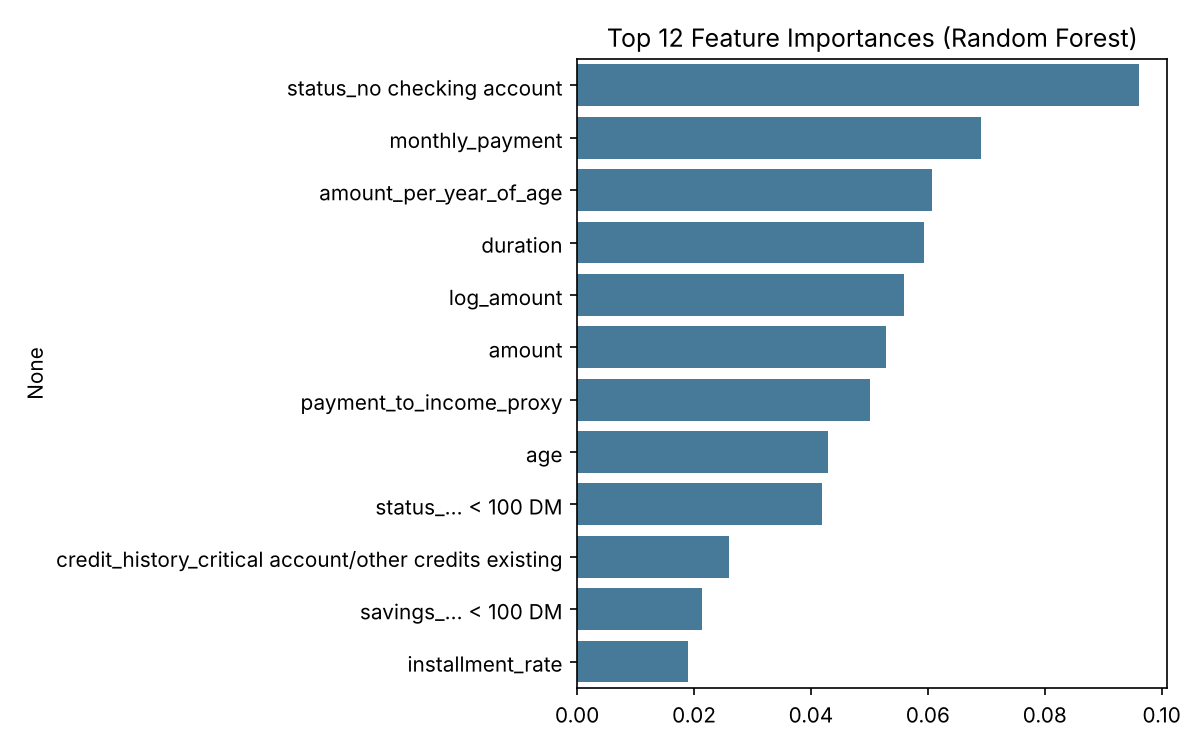 Top 12 Feature Importances (Random Forest)
status_no checking account
monthly_payment
amount_per_year_of_age
duration
log_amount
amount
payment_to_income_proxy
age
status_... < 100 DM
credit_history_critical account/other credits existing
savings_... < 100 DM
installment_rate
None
0.00 0.02 0.04 0.06 0.08 0.10